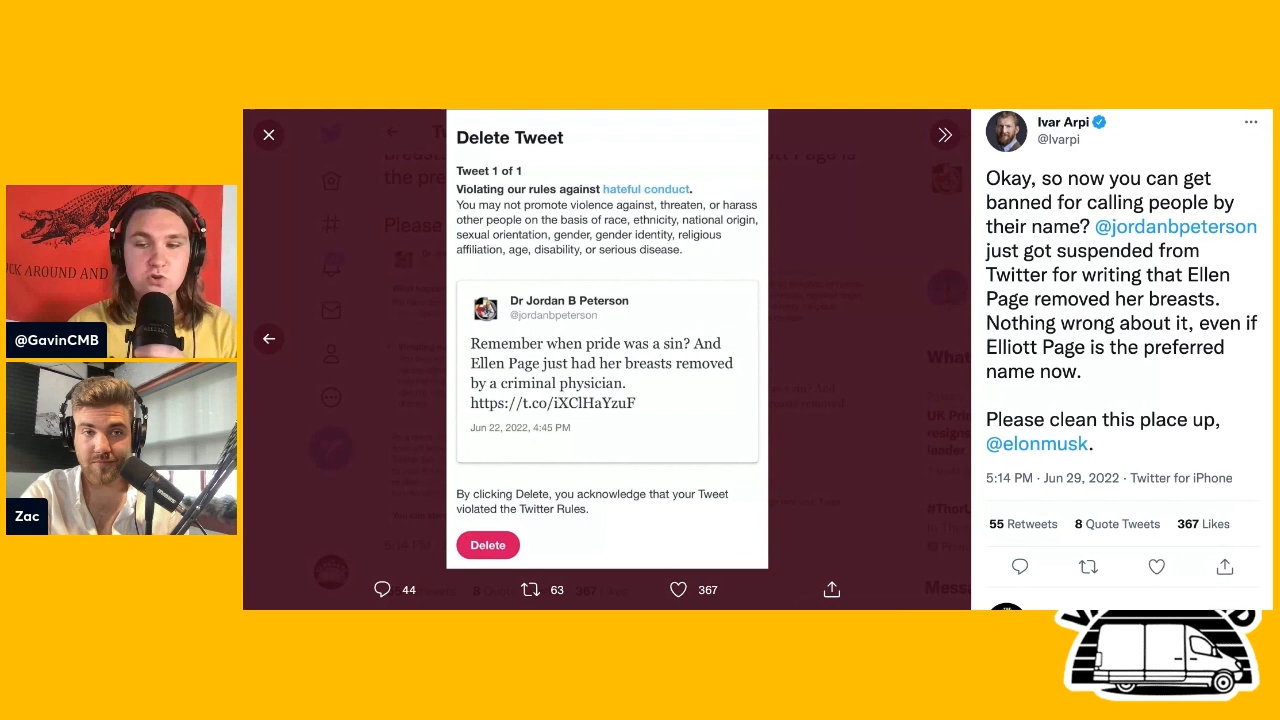 CK AROUND AND
@GavinCMB
Zac
Delete Tweet
Tweet 1 of 1
Violating our rules against hateful conduct.
You may not promote violence against, threaten, or harass
other people on the basis of race, ethnicity, national origin,
sexual orientation, gender, gender identity, religious
affiliation, age, disability, or serious disease.
Dr Jordan B Peterson
@jordanbpeterson
Remember when pride was a sin? And
Ellen Page just had her breasts removed
by a criminal physician.
https://t.co/iXClHaYzuF
Jun 22, 2022, 4:45 PM
By clicking Delete, you acknowledge that your Tweet
violated the Twitter Rules.
Delete
44
63
367
Ivar Arpi
@Ivarpi
Okay, so now you can get
banned for calling people by
their name? @jordanbpeterson
just got suspended from
Twitter for writing that Ellen
Page removed her breasts.
Nothing wrong about it, even if
Elliott Page is the preferred
name now.
Please clean this place up,
@elonmusk.
5:14 PM · Jun 29, 2022 · Twitter for iPhone
55 Retweets 8 Quote Tweets 367 Likes